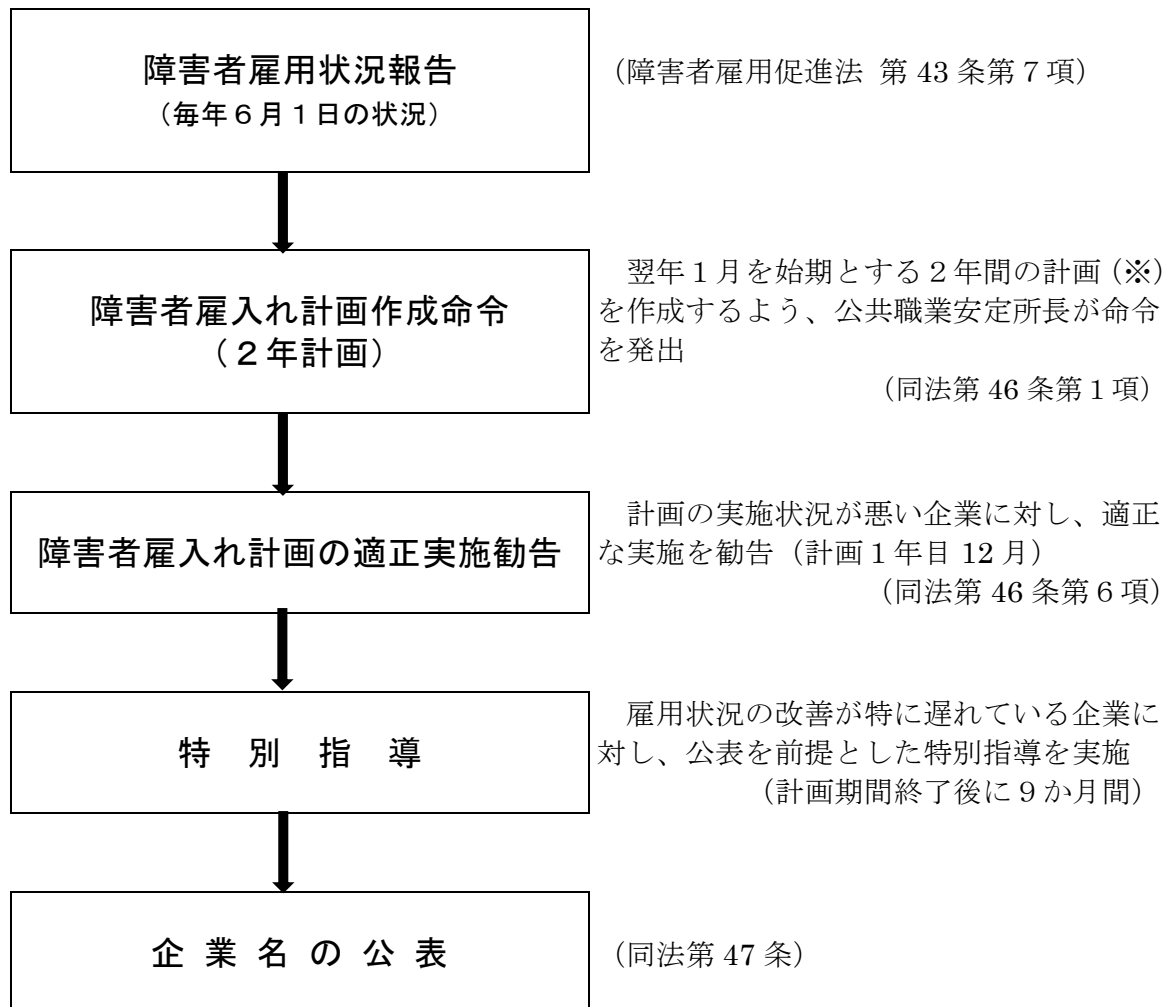 障害者雇用状況報告
（毎年６月１日の状況）
（障害者雇用促進法 第 43 条第７項）
障害者雇入れ計画作成命令
（２年計画）
翌年１月を始期とする２年間の計画（※）
を作成するよう、公共職業安定所長が命令
を発出
（同法第 46 条第１項）
障害者雇入れ計画の適正実施勧告
計画の実施状況が悪い企業に対し、適正
な実施を勧告（計画１年目 12 月）
（同法第 46 条第６項）
特　別　指　導
雇用状況の改善が特に遅れている企業に
対し、公表を前提とした特別指導を実施
（計画期間終了後に９か月間）
企 業 名 の 公 表
（同法第 47 条）